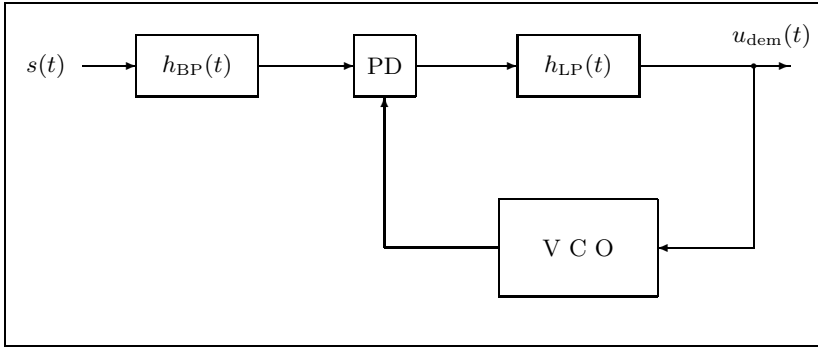 u_dem(t)
s(t)
h_BP(t)
PD
h_LP(t)
V C O